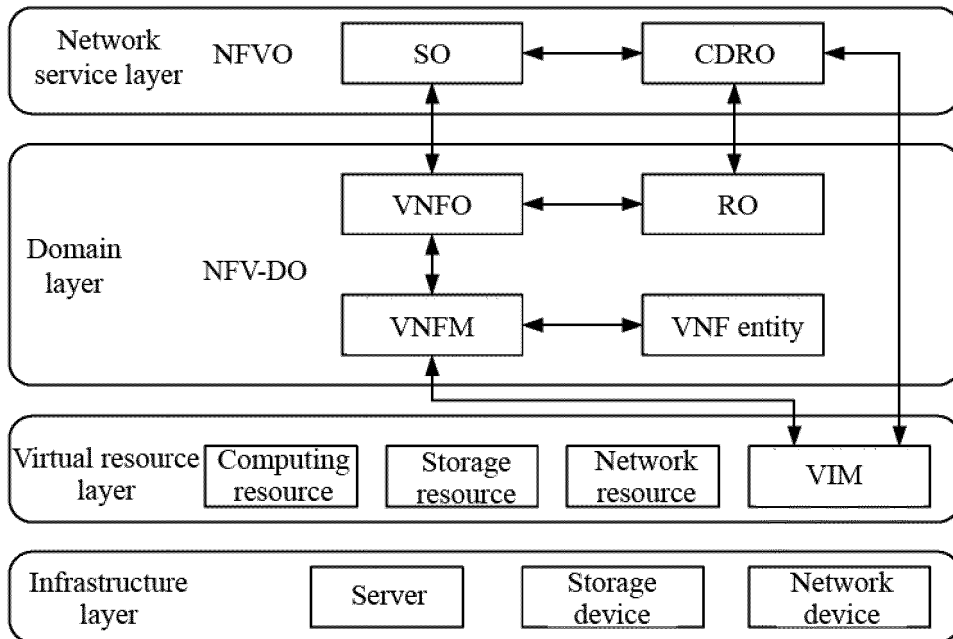 Network
service layer
NFVO
SO
CDRO
VNFO
RO
Domain
layer
NFV-DO
VNFM
VNF entity
Virtual resource
layer
Computing
resource
Storage
resource
Network
resource
VIM
Infrastructure
layer
Server
Storage
device
Network
device